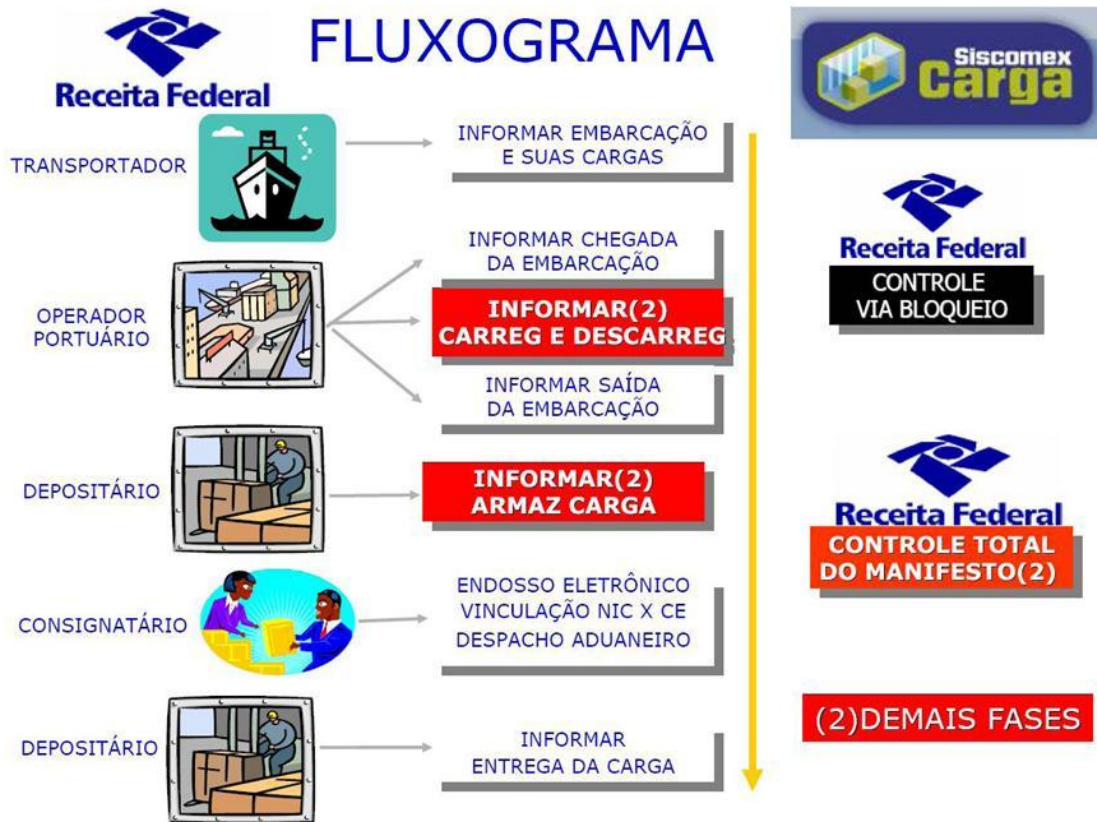 Receita Federal
FLUXOGRAMA
Siscomex
Carga
TRANSPORTADOR
INFORMAR EMBARCAÇÃO
E SUAS CARGAS
Receita Federal
CONTROLE
VIA BLOQUEIO
OPERADOR
PORTUÁRIO
INFORMAR CHEGADA
DA EMBARCAÇÃO
INFORMAR(2)
CARREG E DESCARREG
INFORMAR SAÍDA
DA EMBARCAÇÃO
DEPOSITÁRIO
INFORMAR(2)
ARMAZ CARGA
Receita Federal
CONTROLE TOTAL
DO MANIFESTO(2)
CONSIGNATÁRIO
ENDOSSO ELETRÔNICO
VINCULAÇÃO NIC X CE
DESPACHO ADUANEIRO
DEPOSITÁRIO
INFORMAR
ENTREGA DA CARGA
(2)DEMAIS FASES